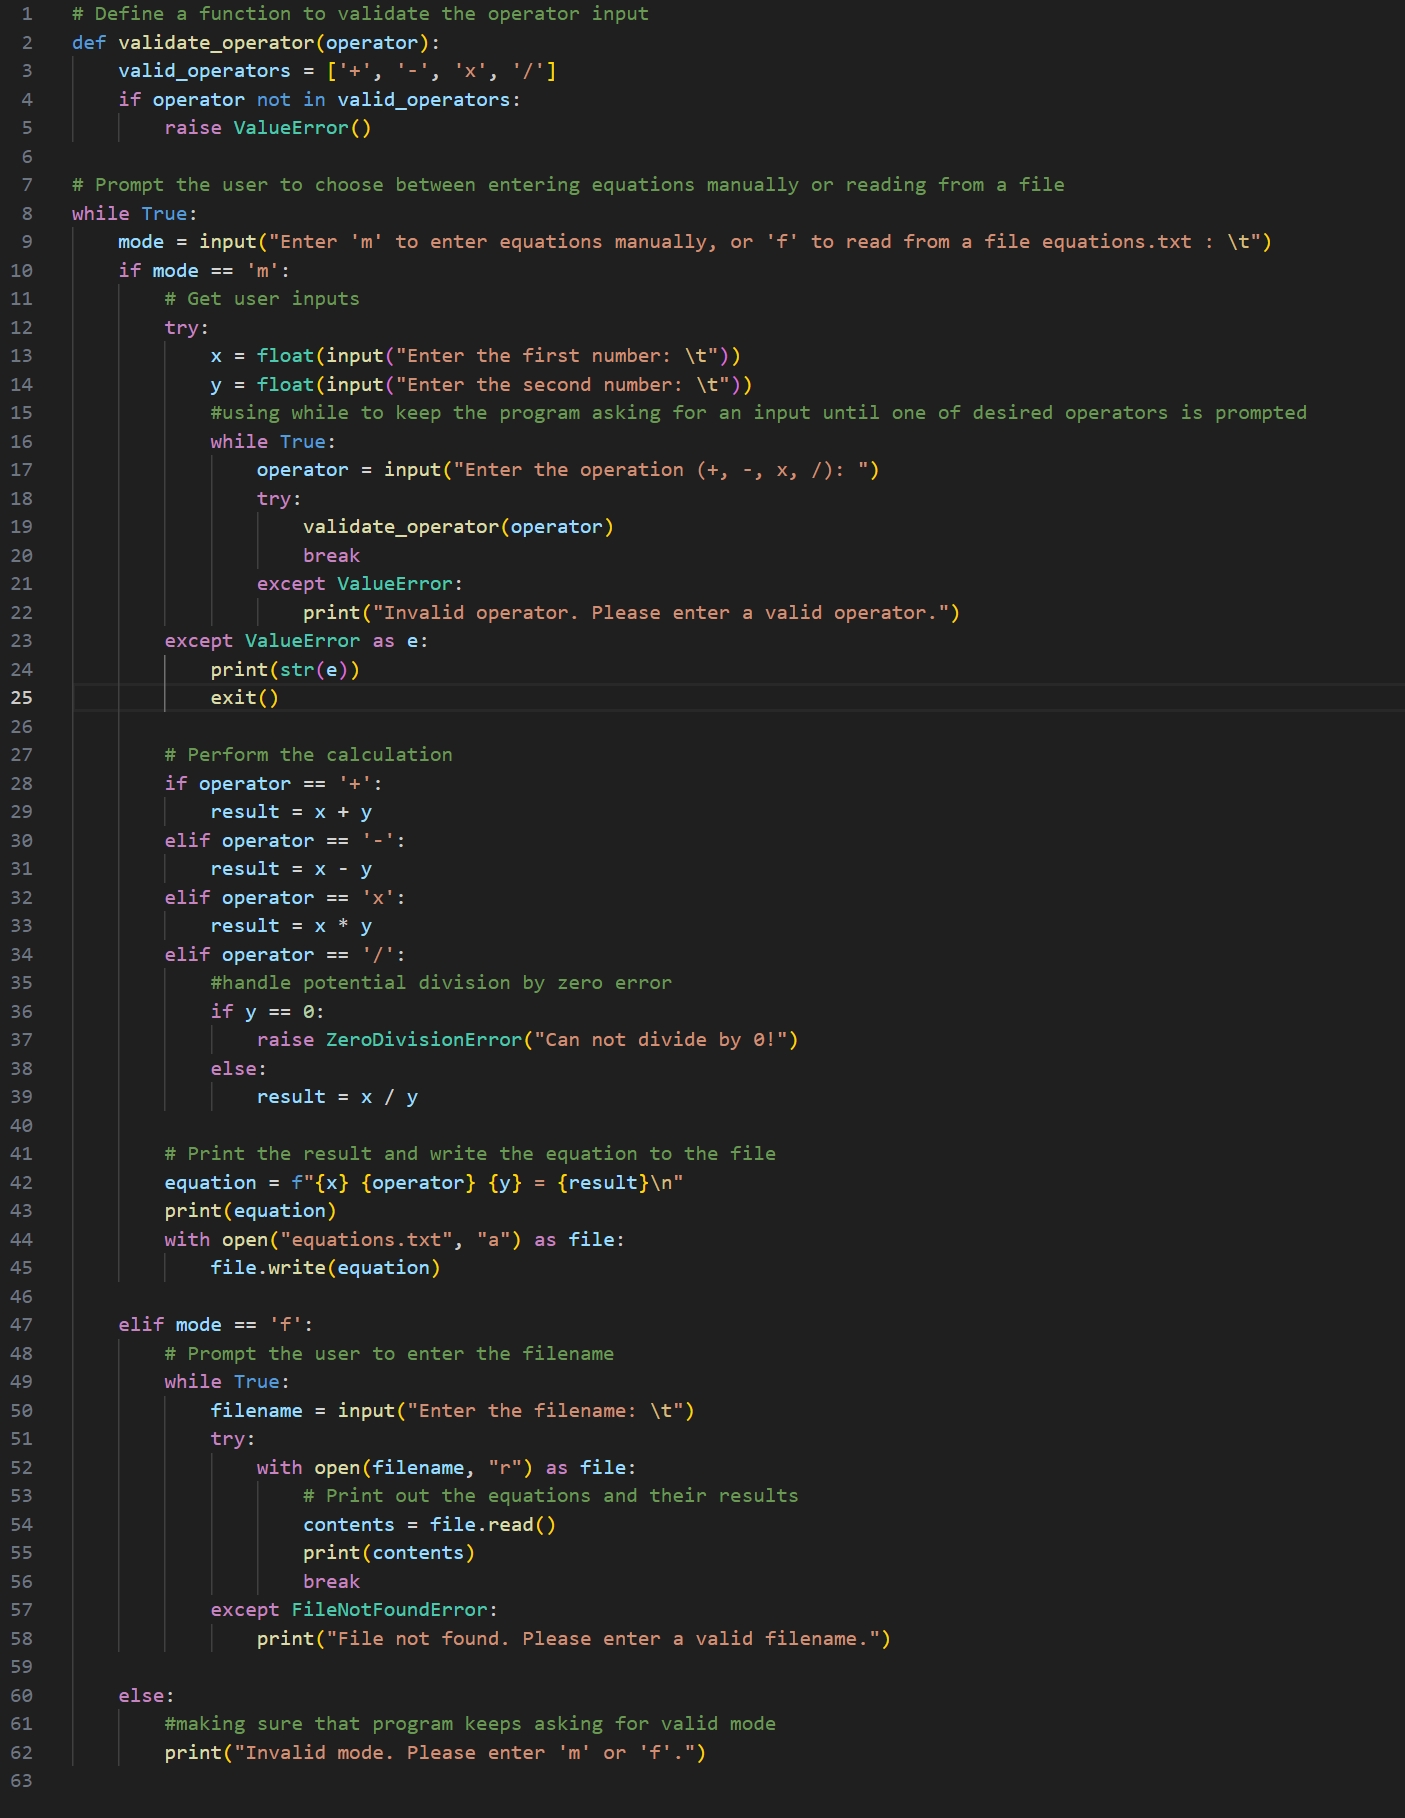 1 # Define a function to validate the operator input
2 def validate_operator(operator):
3     valid_operators = ['+', '-', 'x', '/']
4     if operator not in valid_operators:
5         raise ValueError()
6
7 # Prompt the user to choose between entering equations manually or reading from a file
8 while True:
9     mode = input("Enter 'm' to enter equations manually, or 'f' to read from a file equations.txt : \t")
10     if mode == 'm':
11         # Get user inputs
12         try:
13             x = float(input("Enter the first number: \t"))
14             y = float(input("Enter the second number: \t"))
15             #using while to keep the program asking for an input until one of desired operators is prompted
16             while True:
17                 operator = input("Enter the operation (+, -, x, /): ")
18                 try:
19                     validate_operator(operator)
20                     break
21                 except ValueError:
22                     print("Invalid operator. Please enter a valid operator.")
23         except ValueError as e:
24             print(str(e))
25             exit()
26
27         # Perform the calculation
28         if operator == '+':
29             result = x + y
30         elif operator == '-':
31             result = x - y
32         elif operator == 'x':
33             result = x * y
34         elif operator == '/':
35             #handle potential division by zero error
36             if y == 0:
37                 raise ZeroDivisionError("Can not divide by 0!")
38             else:
39                 result = x / y
40
41         # Print the result and write the equation to the file
42         equation = f"{x} {operator} {y} = {result}\n"
43         print(equation)
44         with open("equations.txt", "a") as file:
45             file.write(equation)
46
47     elif mode == 'f':
48         # Prompt the user to enter the filename
49         while True:
50             filename = input("Enter the filename: \t")
51             try:
52                 with open(filename, "r") as file:
53                     # Print out the equations and their results
54                     contents = file.read()
55                     print(contents)
56                     break
57             except FileNotFoundError:
58                 print("File not found. Please enter a valid filename.")
59
60     else:
61         #making sure that program keeps asking for valid mode
62         print("Invalid mode. Please enter 'm' or 'f'.")
63